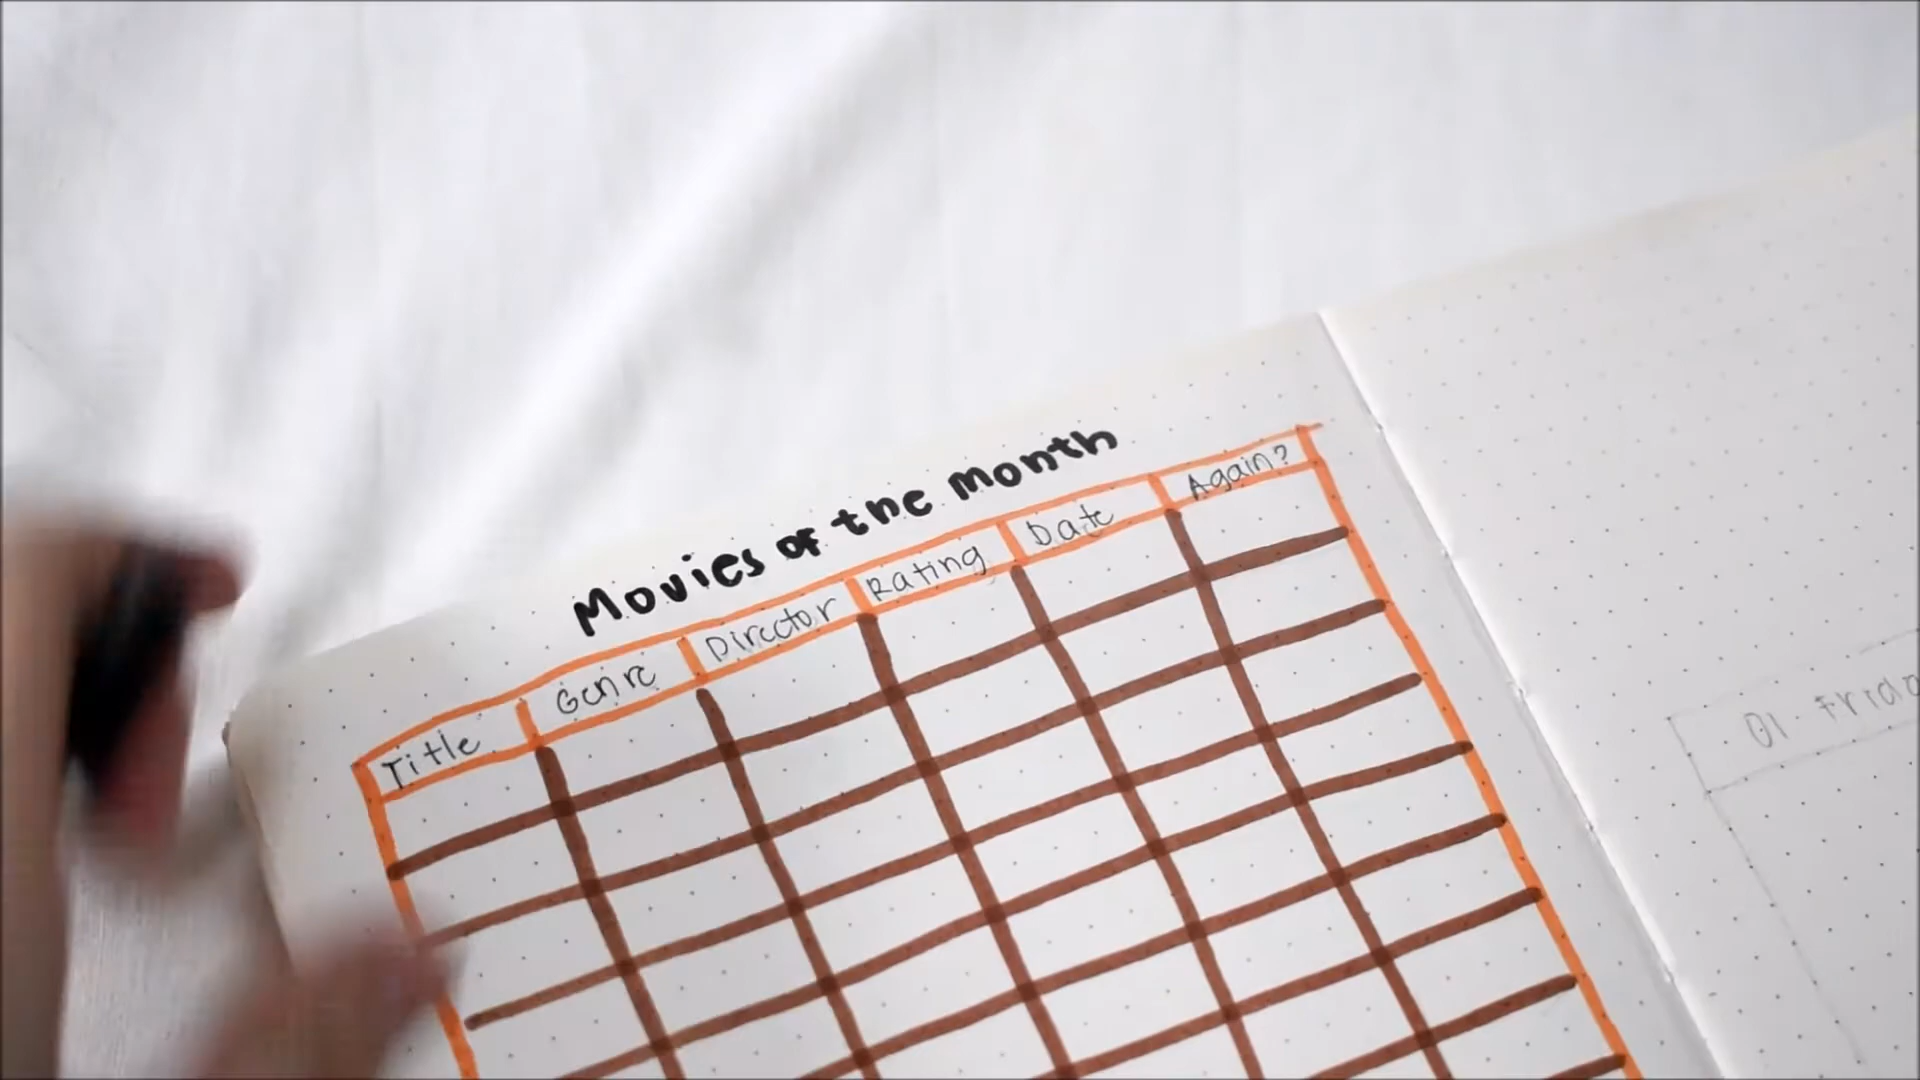 Movies of the Month
Title Genre Director Rating Date Again?
01 Frida